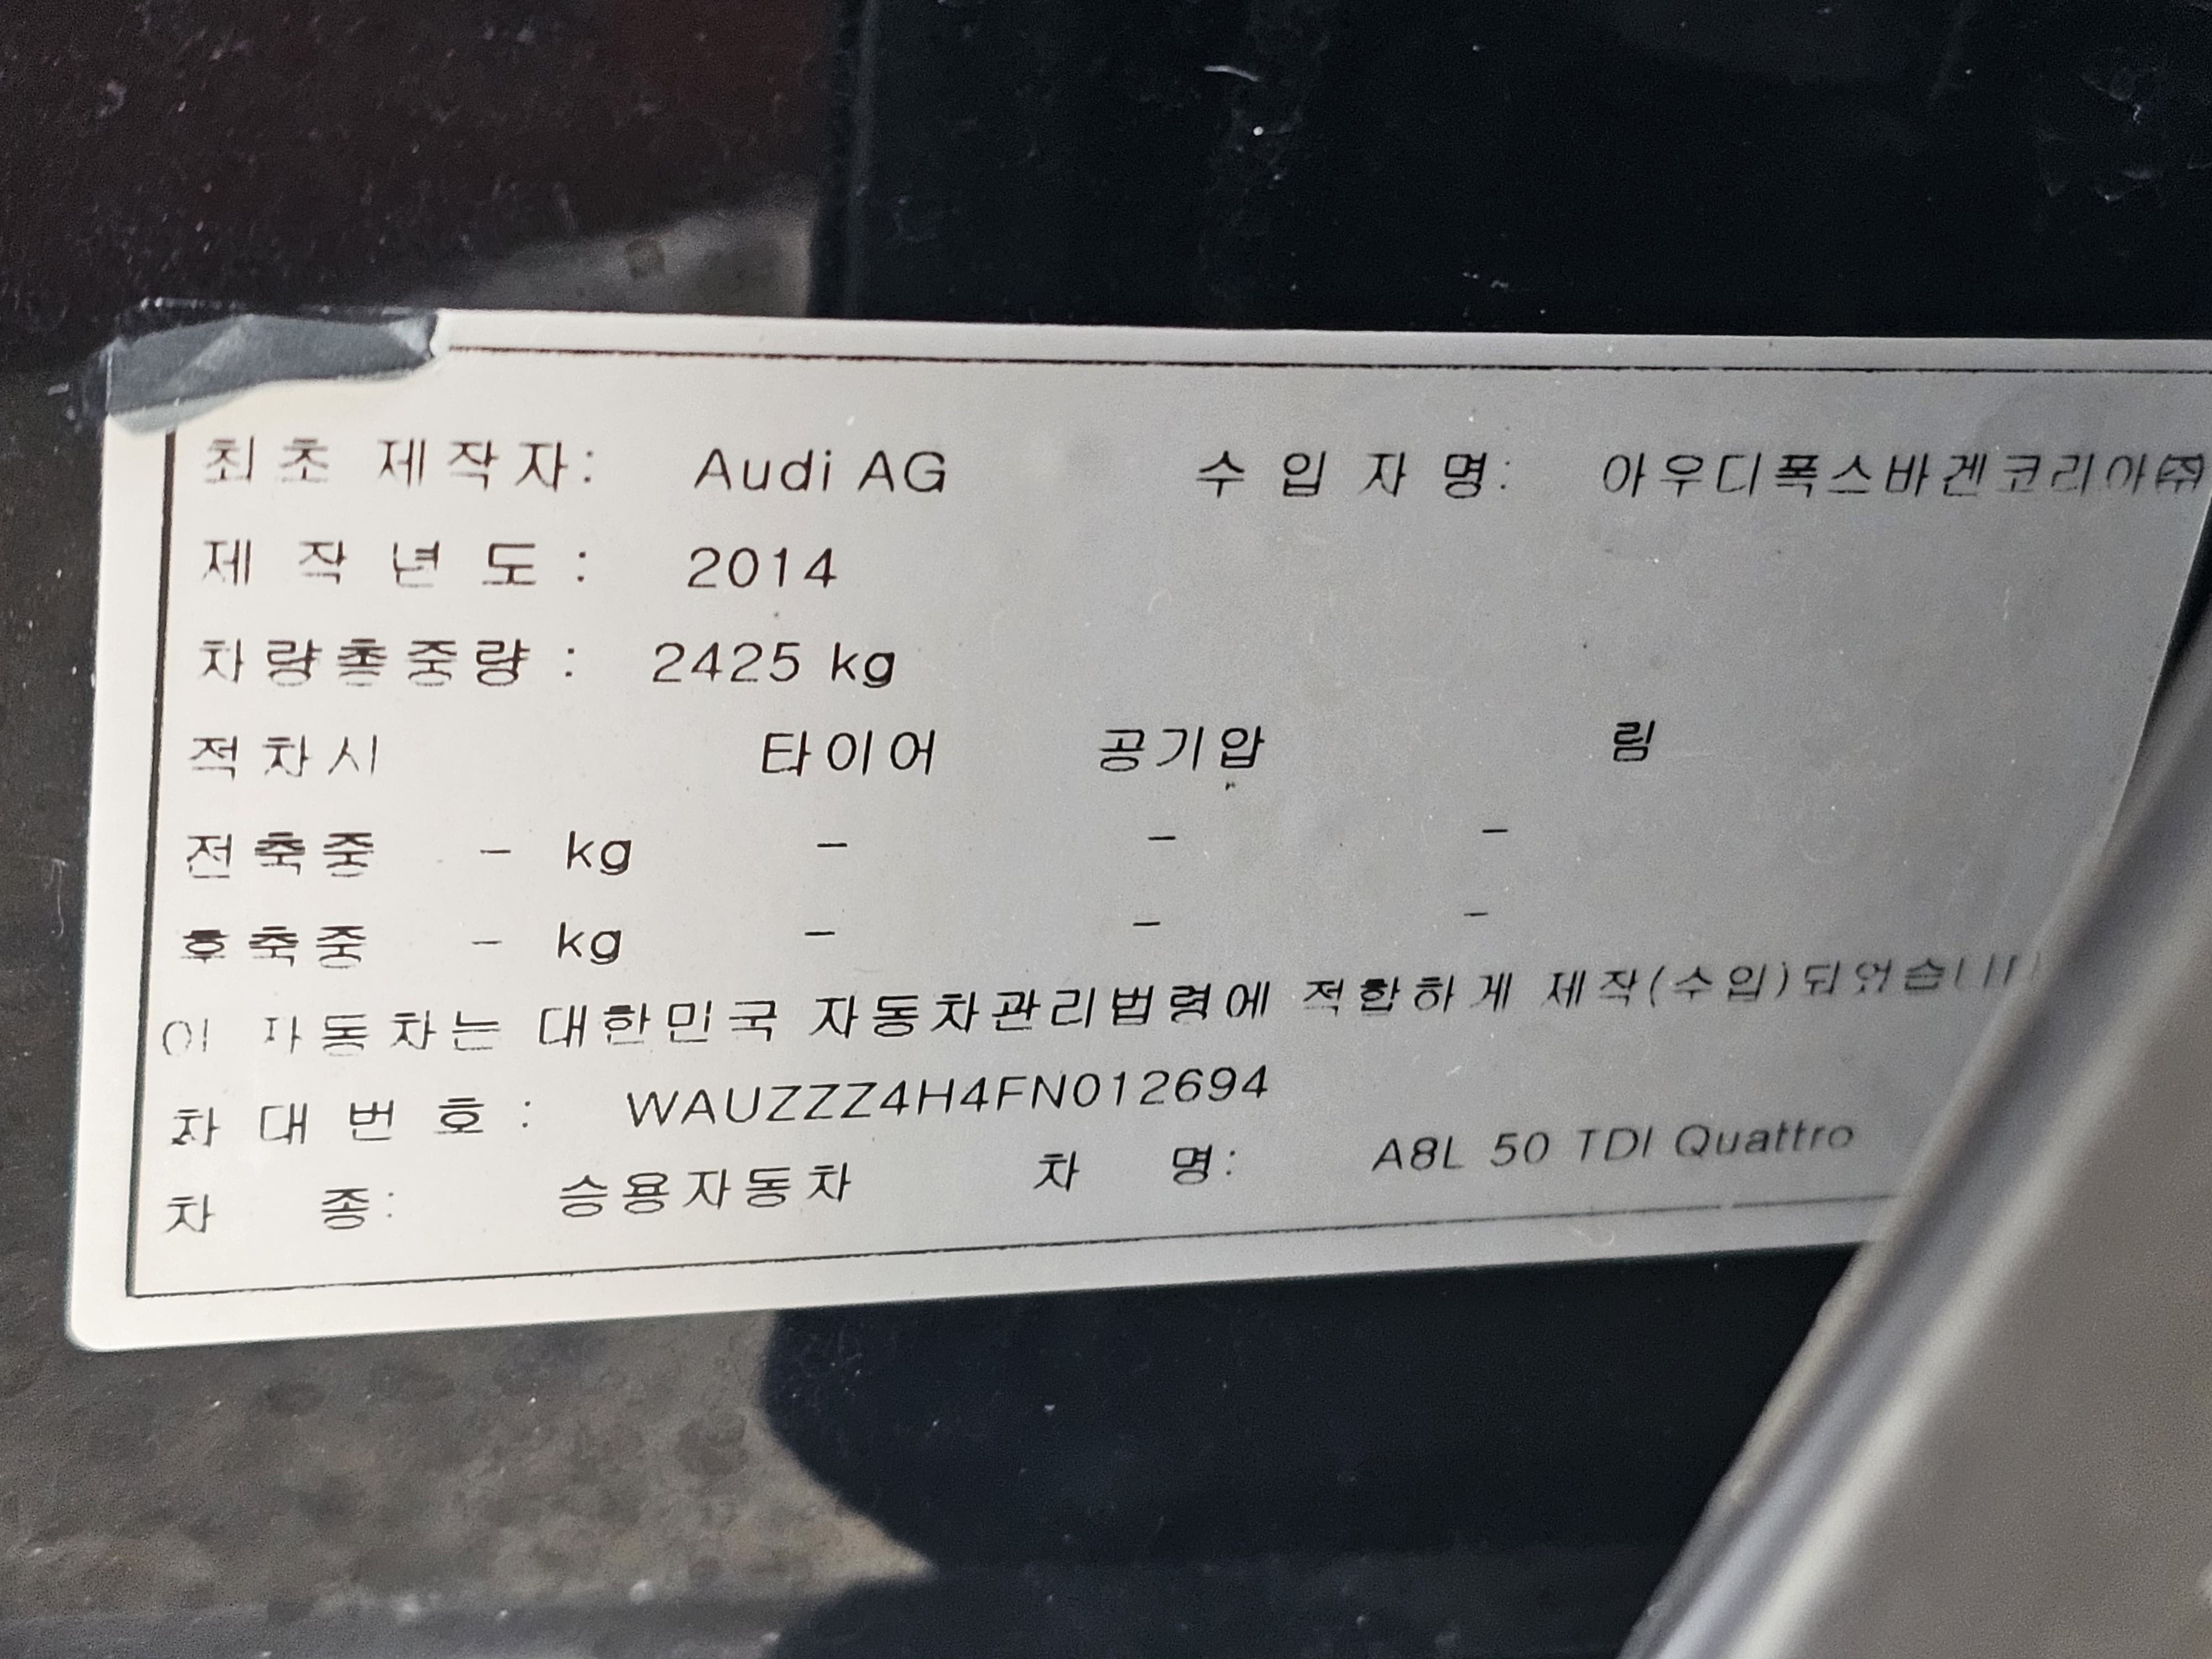 최초 제작자: Audi AG 수 입 자 명: 아우디폭스바겐코리아㈜
제 작 년 도 : 2014
차량총중량 : 2425 kg
적차시 타이어 공기압 림
전축중 - kg - - -
후축중 - kg - - -
이 자동차는 대한민국 자동차관리법령에 적합하게 제작(수입)되었습니
차 대 번 호 : WAUZZZ4H4FN012694
차 종: 승용자동차 차 명: A8L 50 TDI Quattro